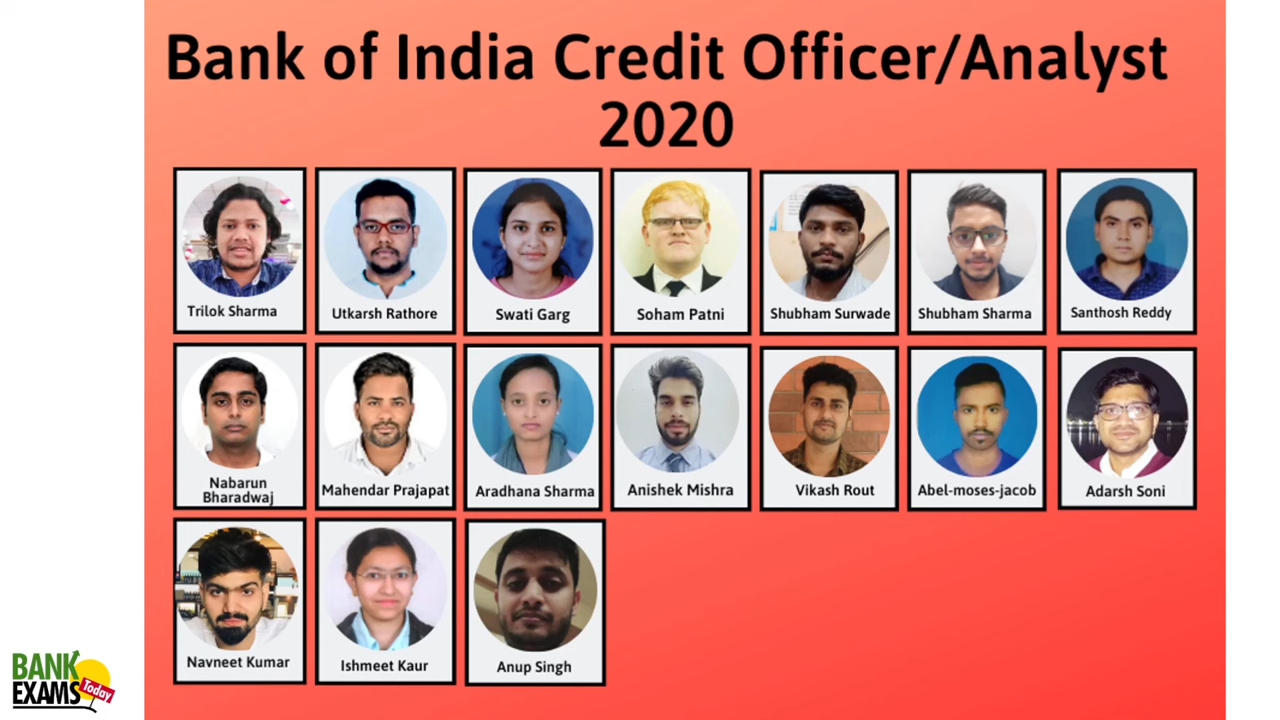 Bank of India Credit Officer/Analyst
2020
Trilok Sharma
Utkarsh Rathore
Swati Garg
Soham Patni
Shubham Surwade
Shubham Sharma
Santhosh Reddy
Nabarun
Bharadwaj
Mahendar Prajapat
Aradhana Sharma
Anishek Mishra
Vikash Rout
Abel-moses-jacob
Adarsh Soni
Navneet Kumar
Ishmeet Kaur
Anup Singh
BANK
EXAMS Today